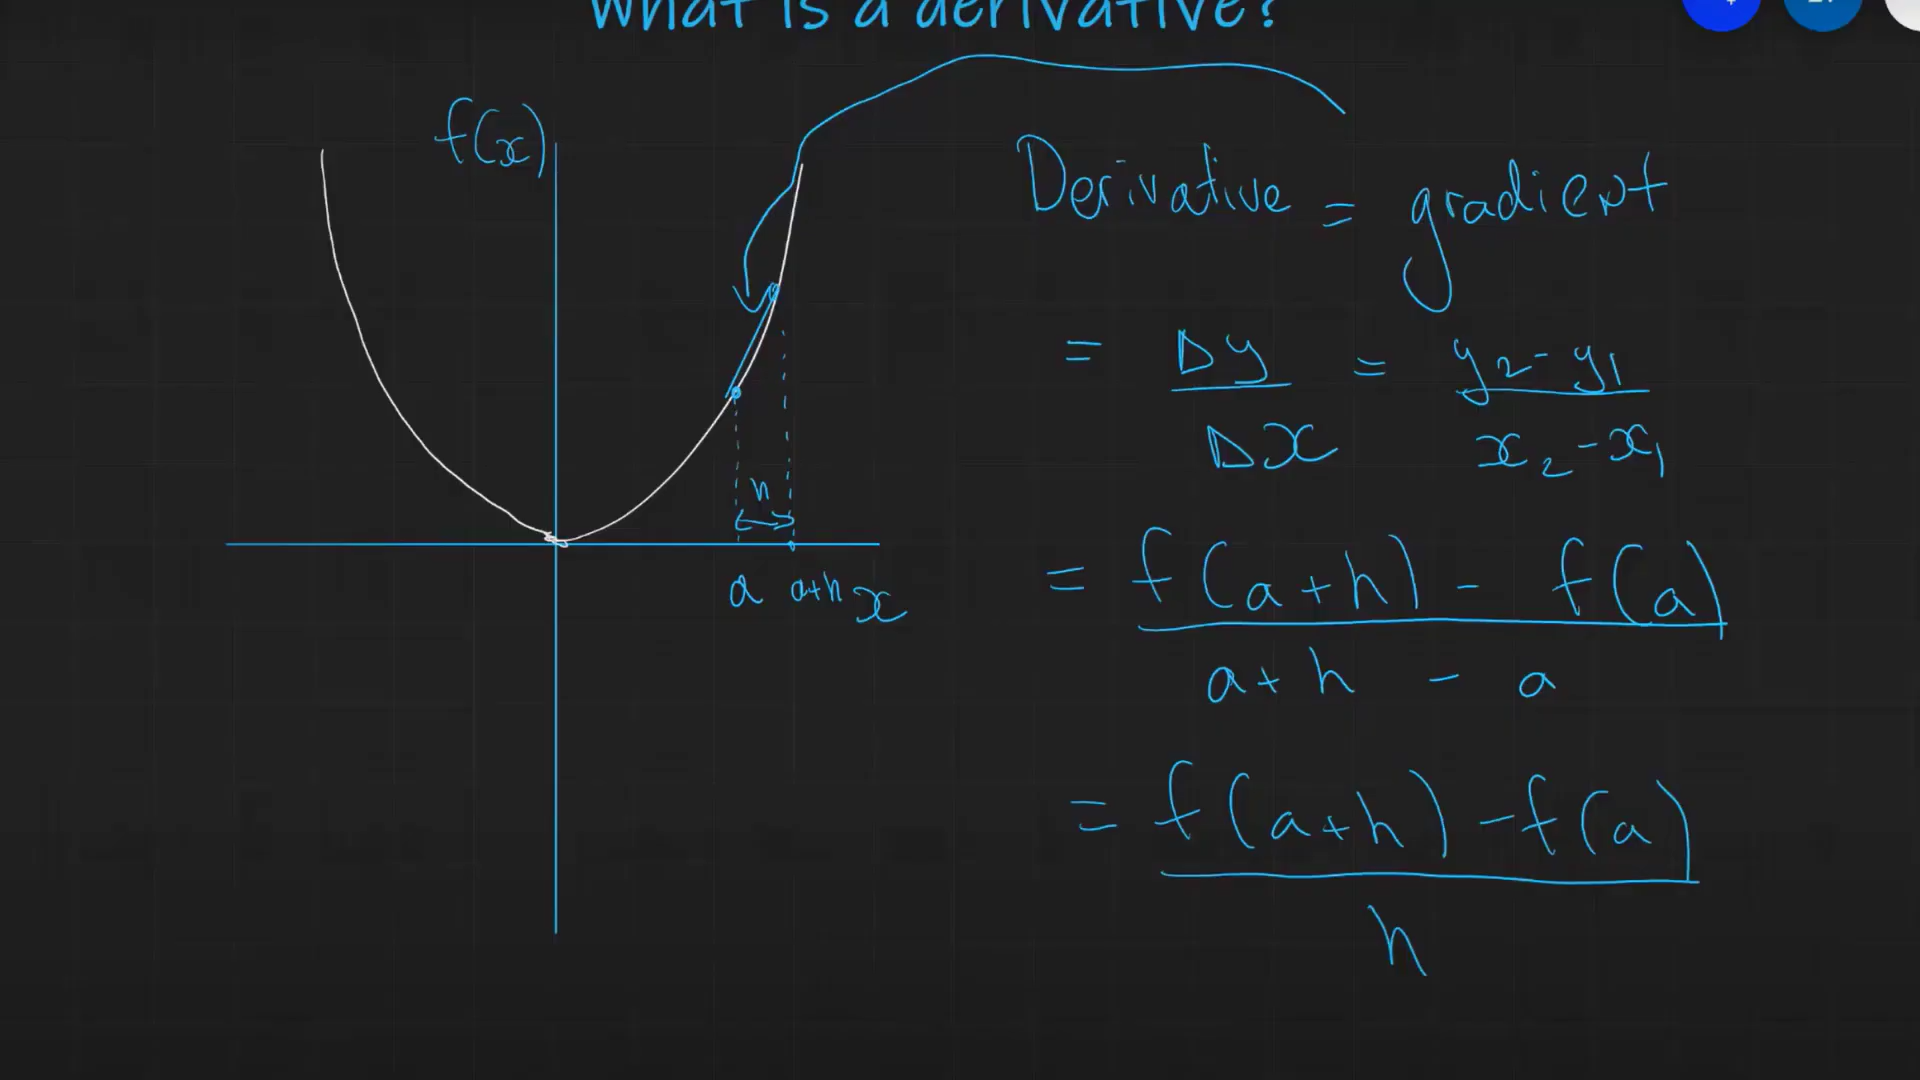 What is a derivative?
f(x)
Derivative = gradient
= Δy/Δx = y₂-y₁/x₂-x₁
h
a a+h x
= f(a+h) - f(a)/a+h - a
= f(a+h) - f(a)/h